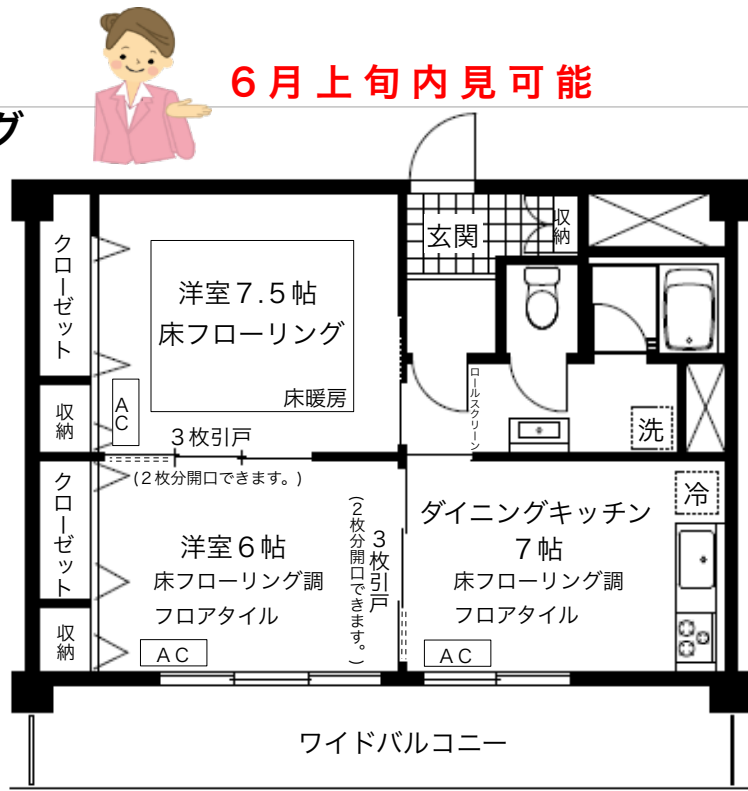 6月上旬内見可能
グ
玄関
収納
クローゼット
洋室7.5帖
床フローリング
床暖房
収納
AC
3枚引戸
(2枚分開口できます。)
ロールスクリーン
洗
冷
クローゼット
洋室6帖
床フローリング調
フロアタイル
3枚引戸
(2枚分開口できます。)
ダイニングキッチン
7帖
床フローリング調
フロアタイル
収納
AC
AC
ワイドバルコニー